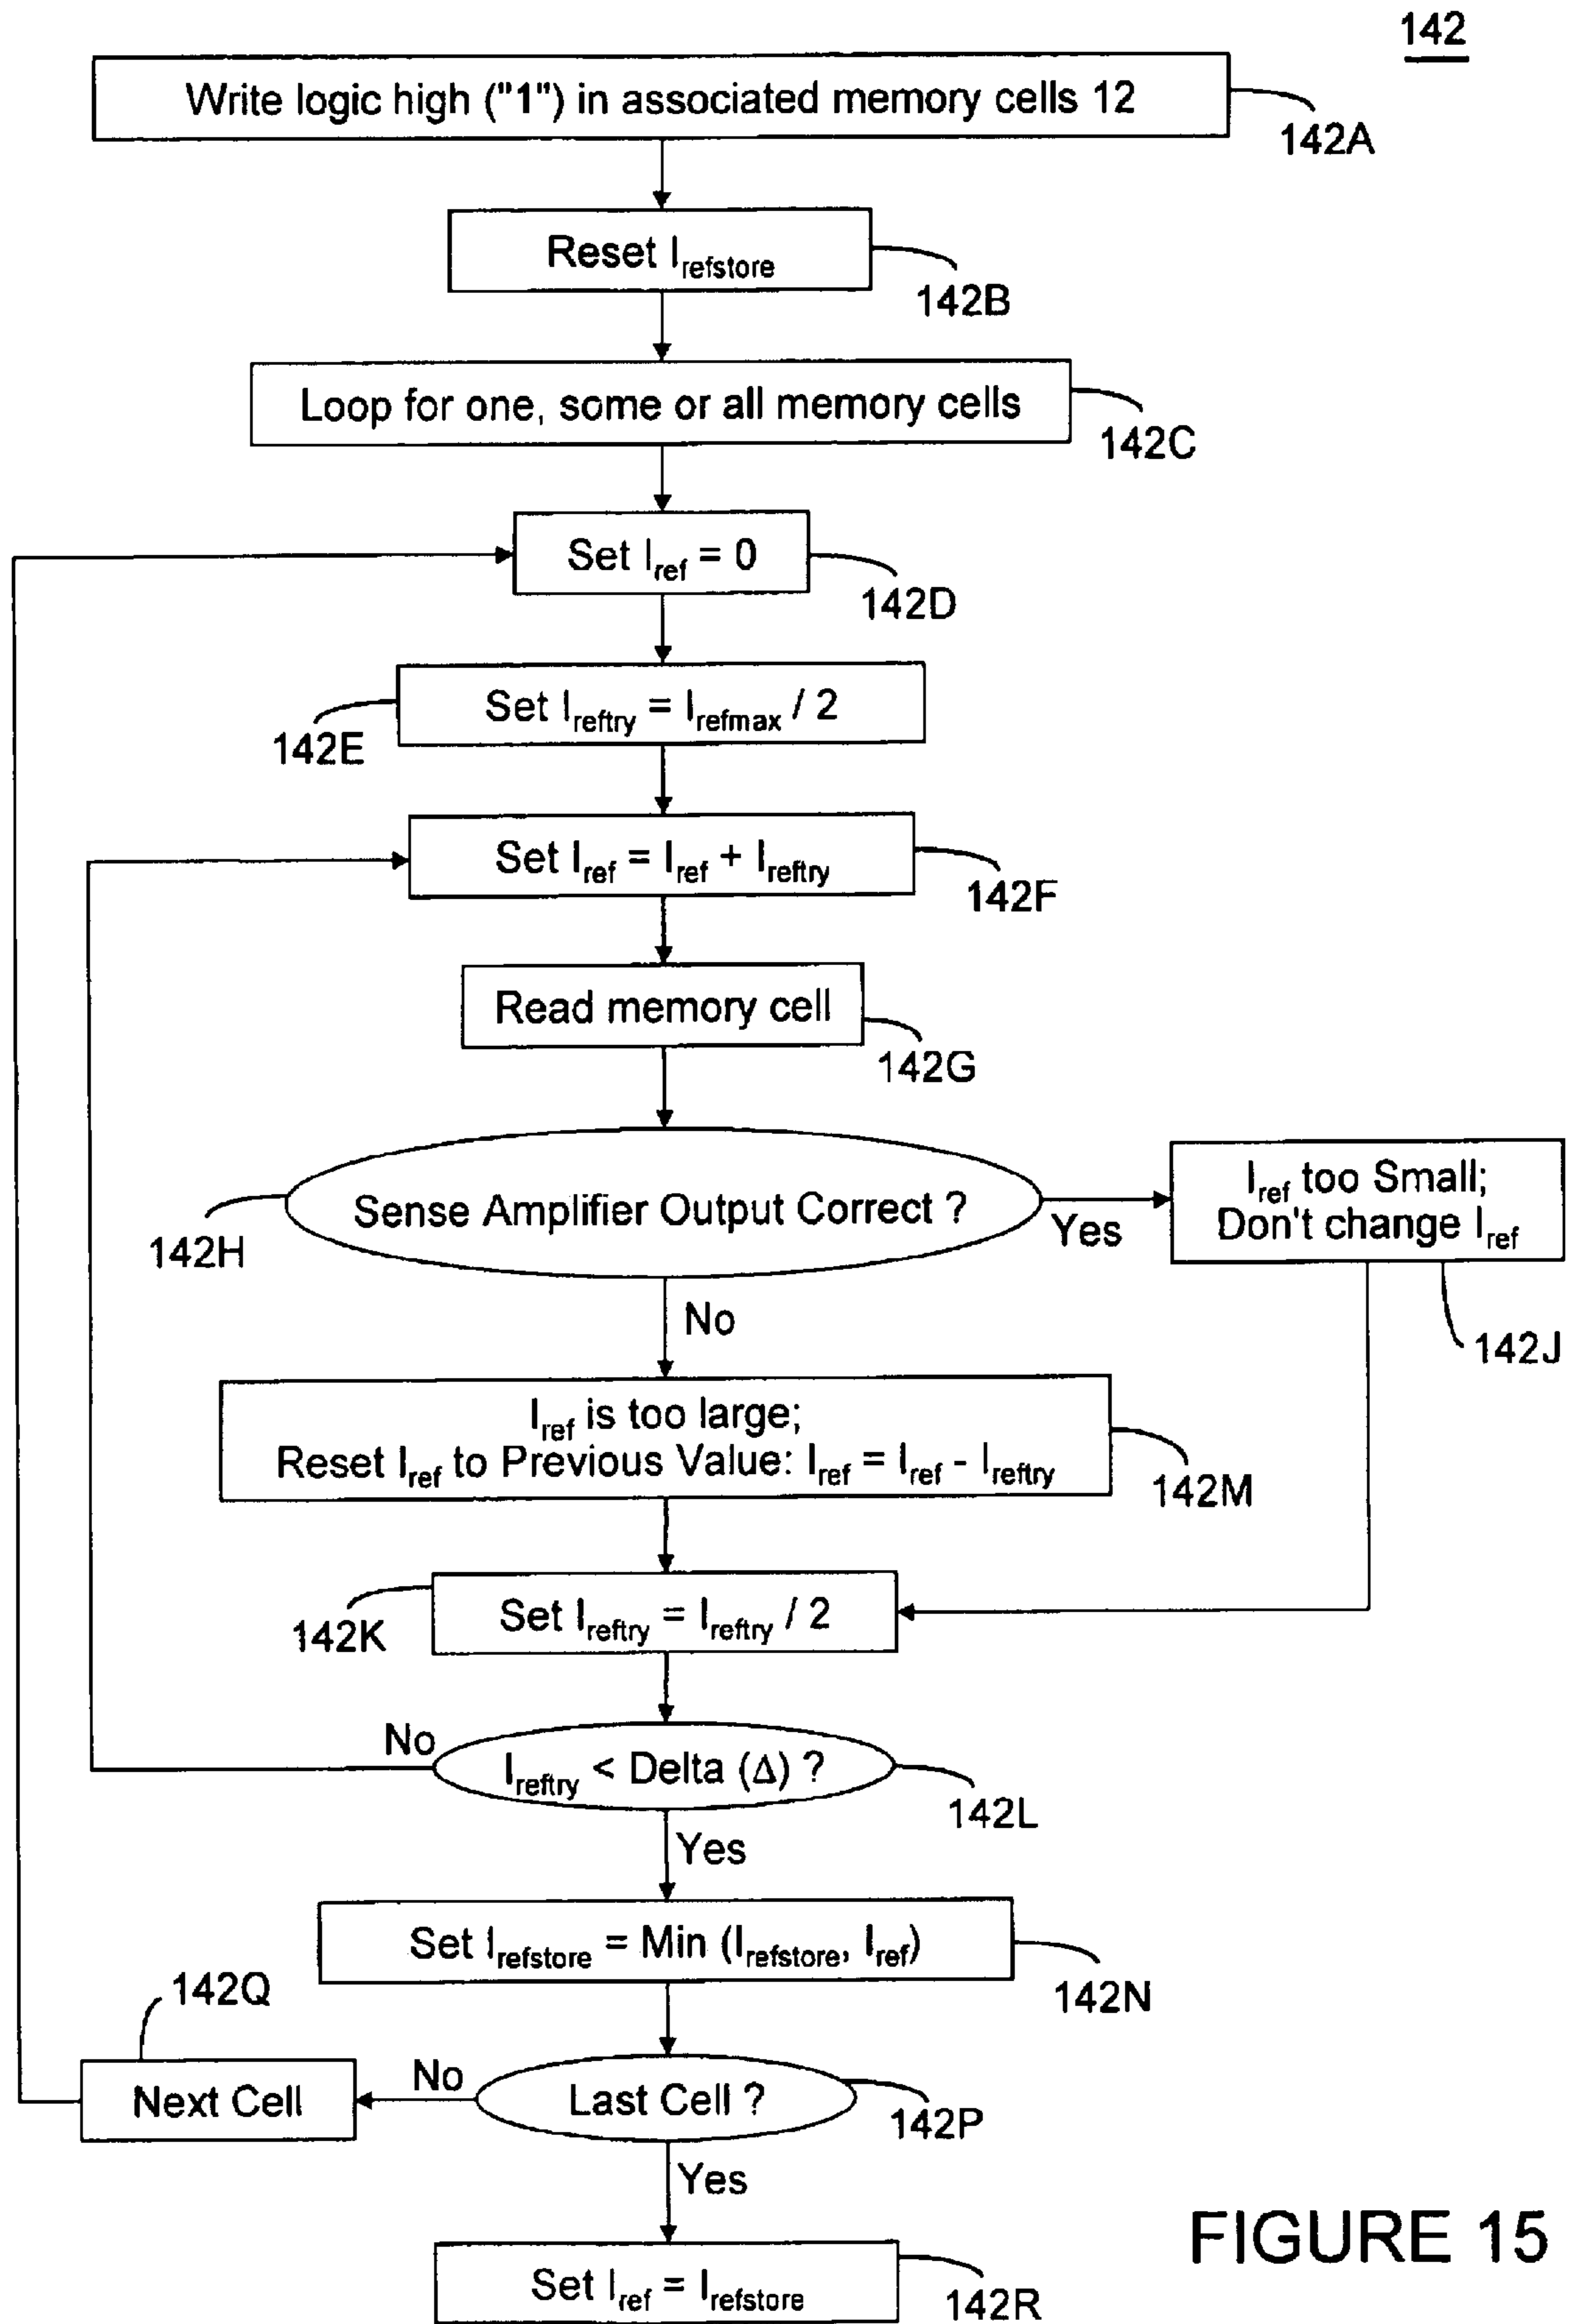 142
Write logic high ("1") in associated memory cells 12
142A
Reset Irefstore
142B
Loop for one, some or all memory cells
142C
Set Iref = 0
142D
Set Ireftry = Irefmax / 2
142E
Set Iref = Iref + Ireftry
142F
Read memory cell
142G
Sense Amplifier Output Correct ?
142H
Yes
Iref too Small;
Don't change Iref
142J
No
Iref is too large;
Reset Iref to Previous Value: Iref = Iref - Ireftry
142M
Set Ireftry = Ireftry / 2
142K
No
Ireftry < Delta (Δ) ?
142L
Yes
Set Irefstore = Min (Irefstore, Iref)
142N
142Q
Next Cell
No
Last Cell ?
142P
Yes
Set Iref = Irefstore
142R
FIGURE 15